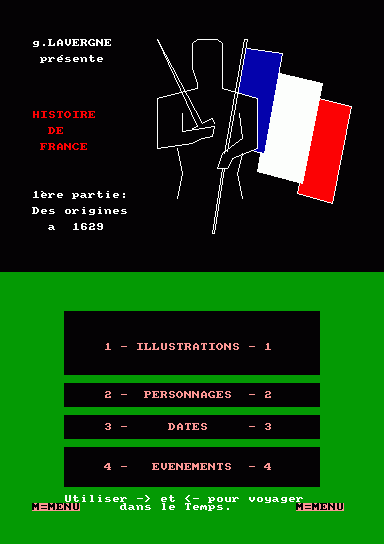 g.LAVERGNE
présente
HISTOIRE
DE
FRANCE
1ère partie:
Des origines
a 1629
1 - ILLUSTRATIONS - 1
2 - PERSONNAGES - 2
3 - DATES - 3
4 - EVENEMENTS - 4
Utiliser -> et <- pour voyager
M=MENU dans le Temps. M=MENU